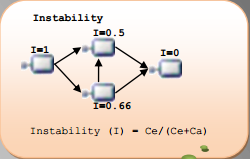 Instability
I=0.5
I=1
I=0
I=0.66
Instability (I) = Ce/(Ce+Ca)